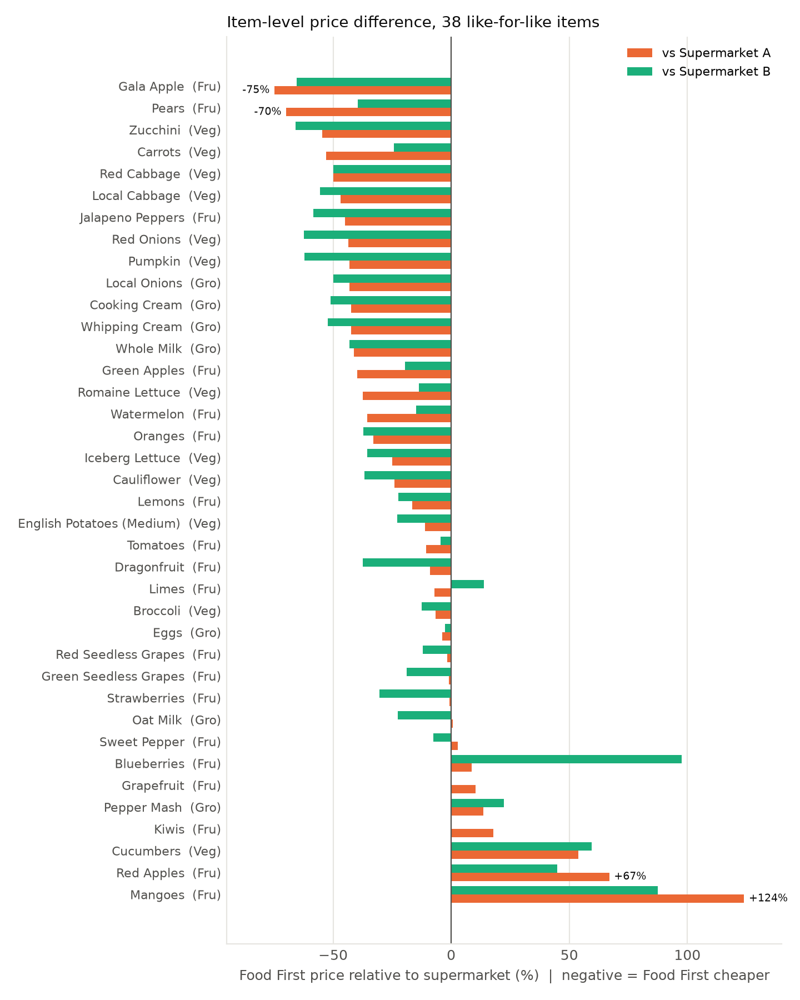 Item-level price difference, 38 like-for-like items
vs Supermarket A
vs Supermarket B
Gala Apple (Fru)
-75%
Pears (Fru)
-70%
Zucchini (Veg)
Carrots (Veg)
Red Cabbage (Veg)
Local Cabbage (Veg)
Jalapeno Peppers (Fru)
Red Onions (Veg)
Pumpkin (Veg)
Local Onions (Gro)
Cooking Cream (Gro)
Whipping Cream (Gro)
Whole Milk (Gro)
Green Apples (Fru)
Romaine Lettuce (Veg)
Watermelon (Fru)
Oranges (Fru)
Iceberg Lettuce (Veg)
Cauliflower (Veg)
Lemons (Fru)
English Potatoes (Medium) (Veg)
Tomatoes (Fru)
Dragonfruit (Fru)
Limes (Fru)
Broccoli (Veg)
Eggs (Gro)
Red Seedless Grapes (Fru)
Green Seedless Grapes (Fru)
Strawberries (Fru)
Oat Milk (Gro)
Sweet Pepper (Fru)
Blueberries (Fru)
Grapefruit (Fru)
Pepper Mash (Gro)
Kiwis (Fru)
Cucumbers (Veg)
Red Apples (Fru)
+67%
Mangoes (Fru)
+124%
−50 0 50 100
Food First price relative to supermarket (%) | negative = Food First cheaper